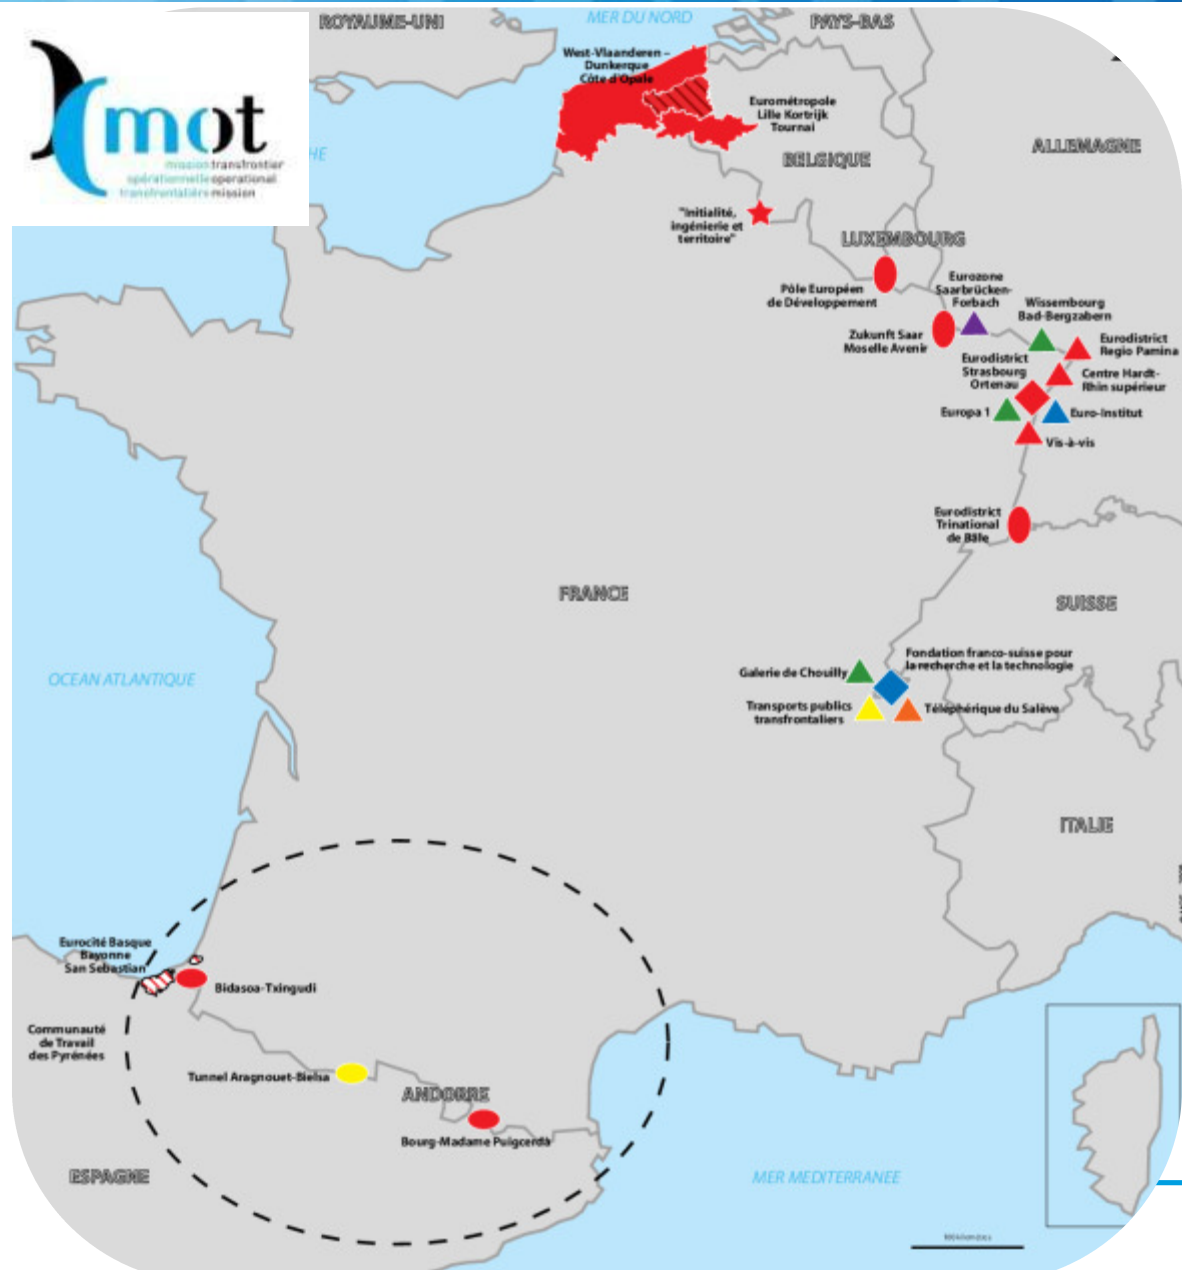 ROYAUME-UNI
MER DU NORD
PAYS-BAS
mot
mission transfrontier
opérationnelle operational
transfrontalière mission
HE
West-Vlaanderen –
Dunkerque
Côte d'Opale
Eurométropole
Lille Kortrijk
Tournai
BELGIQUE
ALLEMAGNE
"Initialité,
ingénierie et
territoire"
LUXEMBOURG
Pôle Européen
de Développement
Eurozone
Saarbrücken-
Forbach
Wissembourg
Bad-Bergzabern
Zukunft Saar
Moselle Avenir
Eurodistrict
Regio Pamina
Eurodistrict
Strasbourg
Ortenau
Centre Hardt-
Rhin supérieur
Europa 1
Euro-Institut
Vis-à-vis
Eurodistrict
Trinational
de Bâle
FRANCE
SUISSE
OCEAN ATLANTIQUE
Fondation franco-suisse pour
la recherche et la technologie
Galerie de Chouilly
Transports publics
transfrontaliers
Téléphérique du Salève
ITALIE
Eurocité Basque
Bayonne
San Sebastian
Bidasoa-Txingudi
Communauté
de Travail
des Pyrénées
Tunnel Aragnouet-Bielsa
ANDORRE
Bourg-Madame Puigcerdà
ESPAGNE
MER MEDITERRANEE